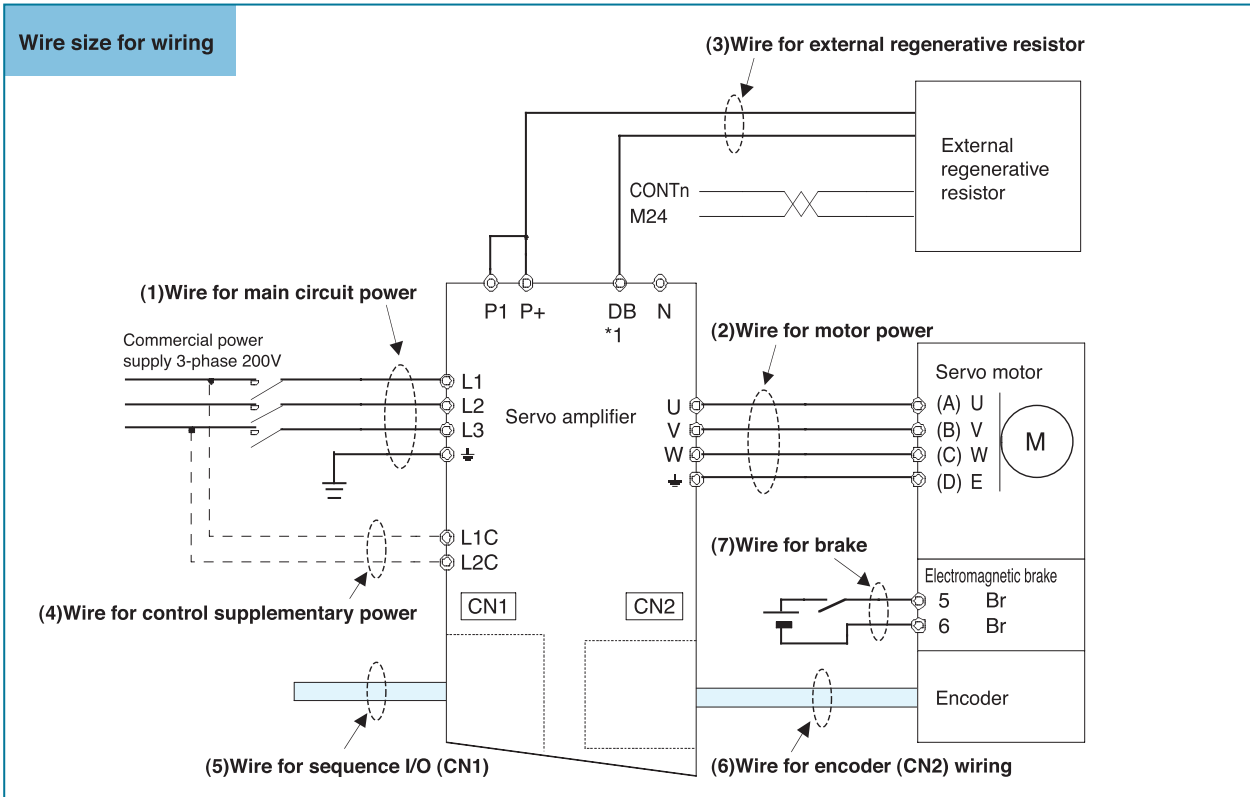 Wire size for wiring
(3)Wire for external regenerative resistor
External
regenerative
resistor
CONTn
M24
(1)Wire for main circuit power
P1 P+ DB N
*1
Commercial power
supply 3-phase 200V
(2)Wire for motor power
L1
L2
L3
Servo amplifier
U
V
W
Servo motor
(A) U
(B) V
(C) W
(D) E
M
L1C
L2C
(4)Wire for control supplementary power
(7)Wire for brake
Electromagnetic brake
5 Br
6 Br
CN1
CN2
Encoder
(5)Wire for sequence I/O (CN1)
(6)Wire for encoder (CN2) wiring